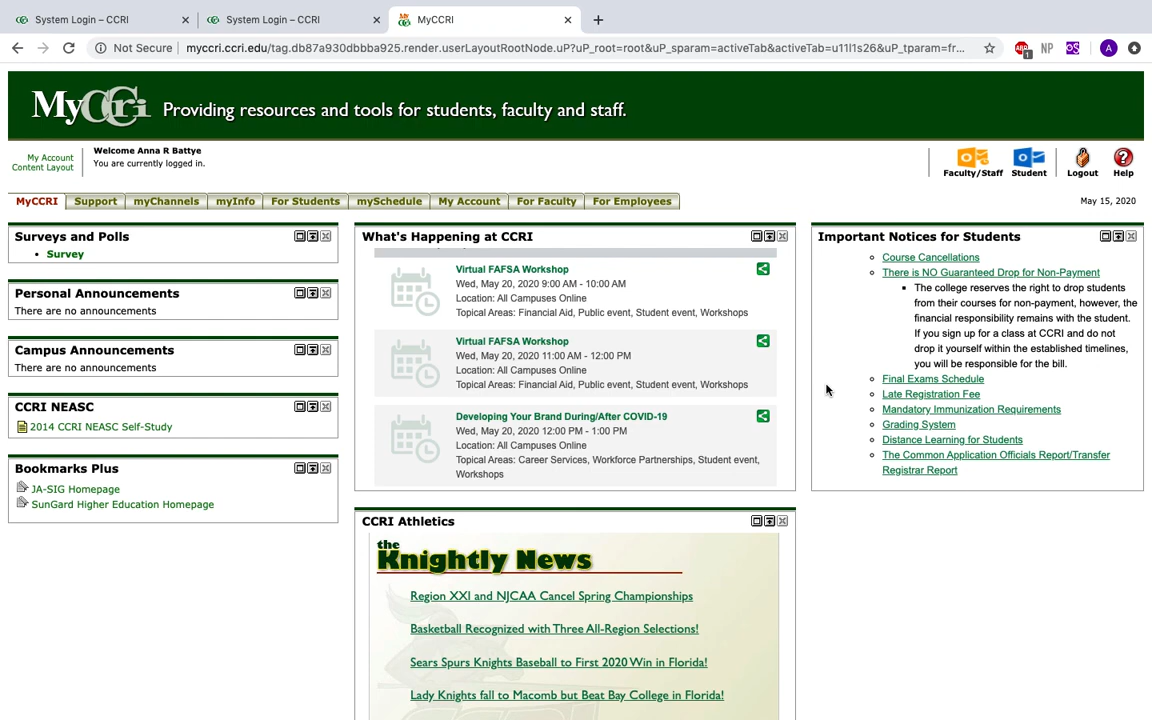 System Login – CCRI
System Login – CCRI
MyCCRI
Not Secure
myccri.ccri.edu/tag.db87a930dbbba925.render.userLayoutRootNode.uP?uP_root=root&uP_sparam=activeTab&activeTab=u11l1s26&uP_tparam=fr...
ABP
1
NP
OS
A
MyCCRi Providing resources and tools for students, faculty and staff.
My Account
Content Layout
Welcome Anna R Battye
You are currently logged in.
Faculty/Staff
Student
Logout
Help
MyCCRI
Support
myChannels
myInfo
For Students
mySchedule
My Account
For Faculty
For Employees
May 15, 2020
Surveys and Polls
Survey
Personal Announcements
There are no announcements
Campus Announcements
There are no announcements
CCRI NEASC
2014 CCRI NEASC Self-Study
Bookmarks Plus
JA-SIG Homepage
SunGard Higher Education Homepage
What's Happening at CCRI
Virtual FAFSA Workshop
Wed, May 20, 2020 9:00 AM - 10:00 AM
Location: All Campuses Online
Topical Areas: Financial Aid, Public event, Student event, Workshops
Virtual FAFSA Workshop
Wed, May 20, 2020 11:00 AM - 12:00 PM
Location: All Campuses Online
Topical Areas: Financial Aid, Public event, Student event, Workshops
Developing Your Brand During/After COVID-19
Wed, May 20, 2020 12:00 PM - 1:00 PM
Location: All Campuses Online
Topical Areas: Career Services, Workforce Partnerships, Student event,
Workshops
CCRI Athletics
the
Knightly News
Region XXI and NJCAA Cancel Spring Championships
Basketball Recognized with Three All-Region Selections!
Sears Spurs Knights Baseball to First 2020 Win in Florida!
Lady Knights fall to Macomb but Beat Bay College in Florida!
Important Notices for Students
Course Cancellations
There is NO Guaranteed Drop for Non-Payment
The college reserves the right to drop students
from their courses for non-payment, however, the
financial responsibility remains with the student.
If you sign up for a class at CCRI and do not
drop it yourself within the established timelines,
you will be responsible for the bill.
Final Exams Schedule
Late Registration Fee
Mandatory Immunization Requirements
Grading System
Distance Learning for Students
The Common Application Officials Report/Transfer
Registrar Report